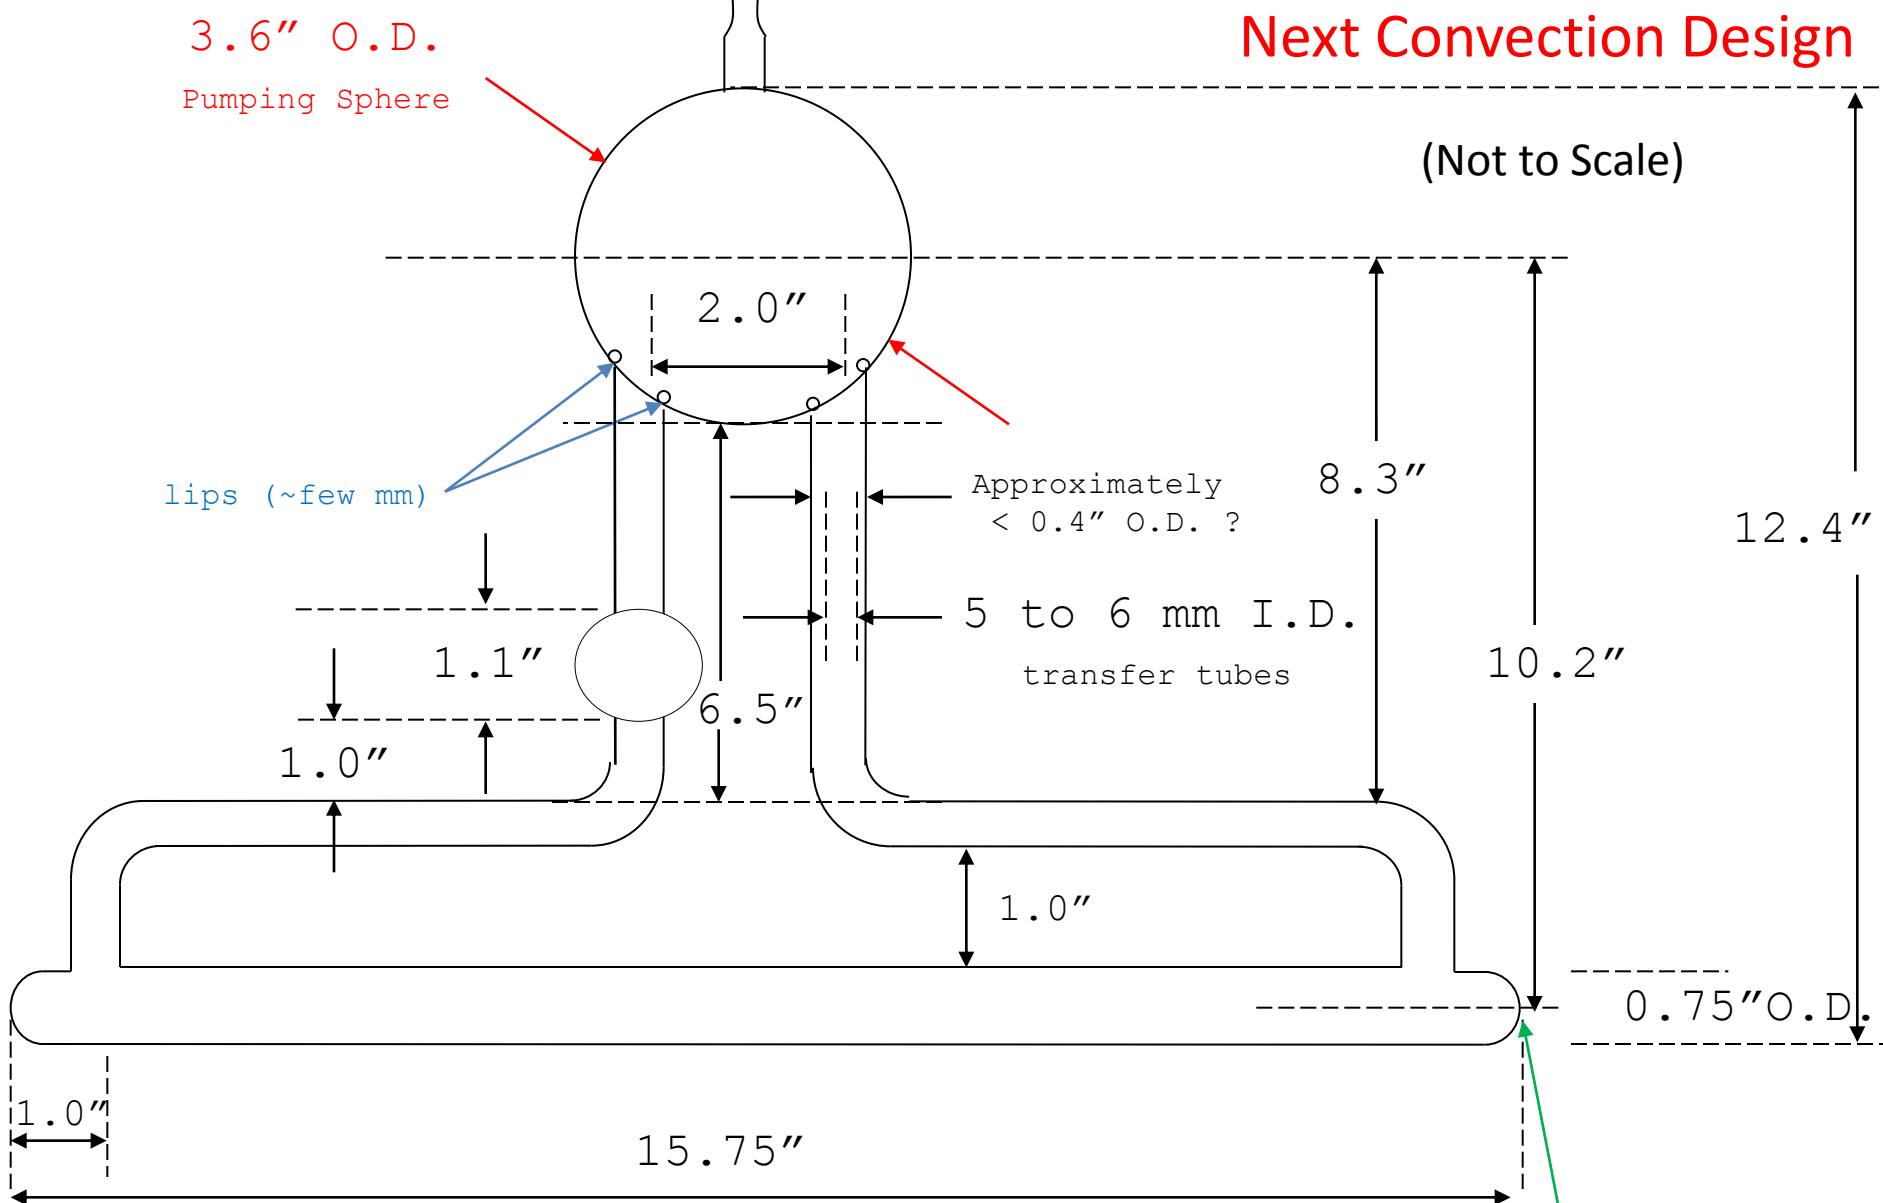 3.6″ O.D.
Pumping Sphere
Next Convection Design
(Not to Scale)
2.0″
lips (~few mm)
Approximately
< 0.4″ O.D. ?
8.3″
12.4″
5 to 6 mm I.D.
transfer tubes
1.1″
10.2″
6.5″
1.0″
1.0″
0.75″O.D.
1.0″
15.75″